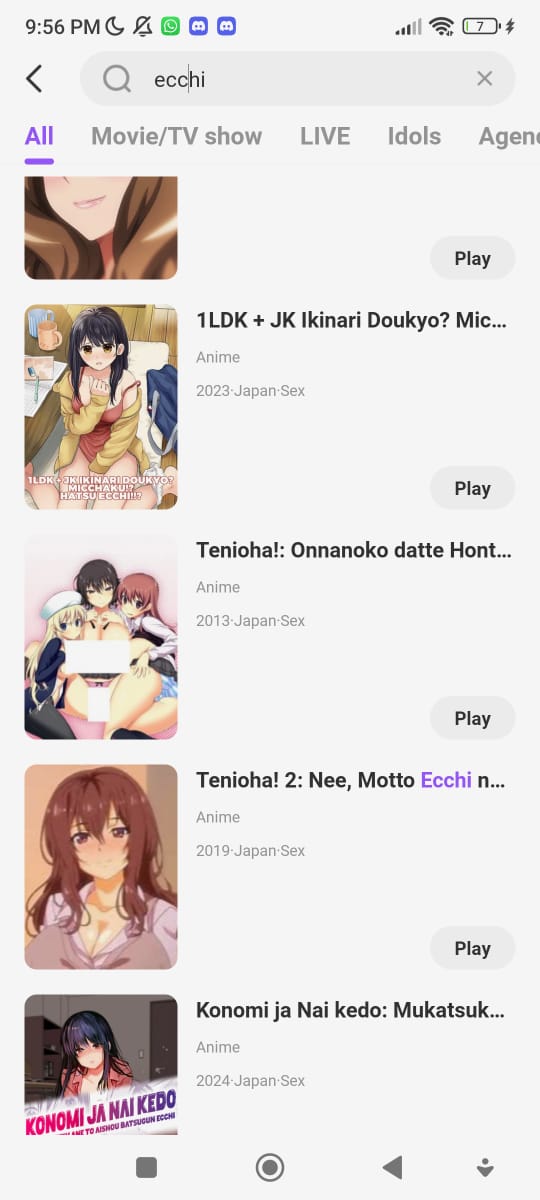 9:56 PM
7
ecchi
All Movie/TV show LIVE Idols Agen
Play
1LDK + JK Ikinari Doukyo? Mic...
Anime
2023·Japan·Sex
1LDK + JK IKINARI DOUKYO?
MICCHAKU!?
HATSU ECCHI!!?
Play
Tenioha!: Onnanoko datte Hont...
Anime
2013·Japan·Sex
Play
Tenioha! 2: Nee, Motto Ecchi n...
Anime
2019·Japan·Sex
Play
Konomi ja Nai kedo: Mukatsuk...
Anime
2024·Japan·Sex
KONOMI JA NAI KEDO
ANE TO AISHOU BATSUGUN ECCHI